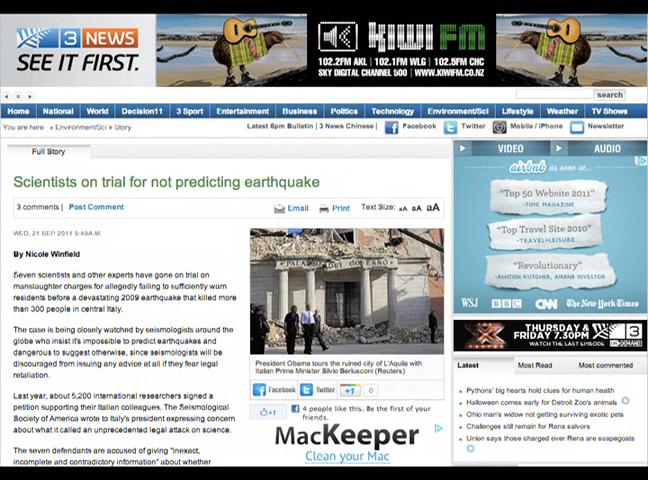 3 NEWS
SEE IT FIRST.
KIWI FM
102.2FM AKL | 102.1FM WLG | 102.5FM CHC
SKY DIGITAL CHANNEL 500 | WWW.KIWIFM.CO.NZ
search
Home National World Decision11 3 Sport Entertainment Business Politics Technology Environment/Sci Lifestyle Weather TV Shows
You are here » Environment/Sci » Story
Latest 6pm Bulletin | 3 News Chinese | Facebook Twitter Mobile / iPhone Newsletter
Full Story
Scientists on trial for not predicting earthquake
3 comments | Post Comment Email Print Text Size: aA aA aA
WED, 21 SEP 2011 5:49A.M.
By Nicole Winfield
Seven scientists and other experts have gone on trial on
manslaughter charges for allegedly failing to sufficiently warn
residents before a devastating 2009 earthquake that killed more
than 300 people in central Italy.
The case is being closely watched by seismologists around the
globe who insist it's impossible to predict earthquakes and
dangerous to suggest otherwise, since seismologists will be
discouraged from issuing any advice at all if they fear legal
retaliation.
Last year, about 5,200 international researchers signed a
petition supporting their Italian colleagues. The Seismological
Society of America wrote to Italy's president expressing concern
about what it called an unprecedented legal attack on science.
The seven defendants are accused of giving "inexact,
incomplete and contradictory information" about whether
PALAZZO DEL GOVERNO
President Obama tours the ruined city of L'Aquila with
Italian Prime Minister Silvio Berlusconi (Reuters)
Facebook Twitter +1 0
+1 4 people like this. Be the first of your
friends.
MacKeeper
Clean your Mac
VIDEO AUDIO
airbnb as seen in...
"Top 50 Website 2011"
-TIME MAGAZINE
"Top Travel Site 2010"
-TRAVEL+LEISURE
"Revolutionary"
-ASHTON KUTCHER, AIRBNB INVESTOR
WSJ BBC CNN The New York Times
X THURSDAY &
FRIDAY 7.30PM
WATCH THE LAST EPISODE
3
ON DEMAND
Latest Most Read Most commented
Pythons' big hearts hold clues for human health
Halloween comes early for Detroit Zoo's animals
Ohio man's widow not getting surviving exotic pets
Challenges still remain for Rena salvors
Union says those charged over Rena are scapegoats